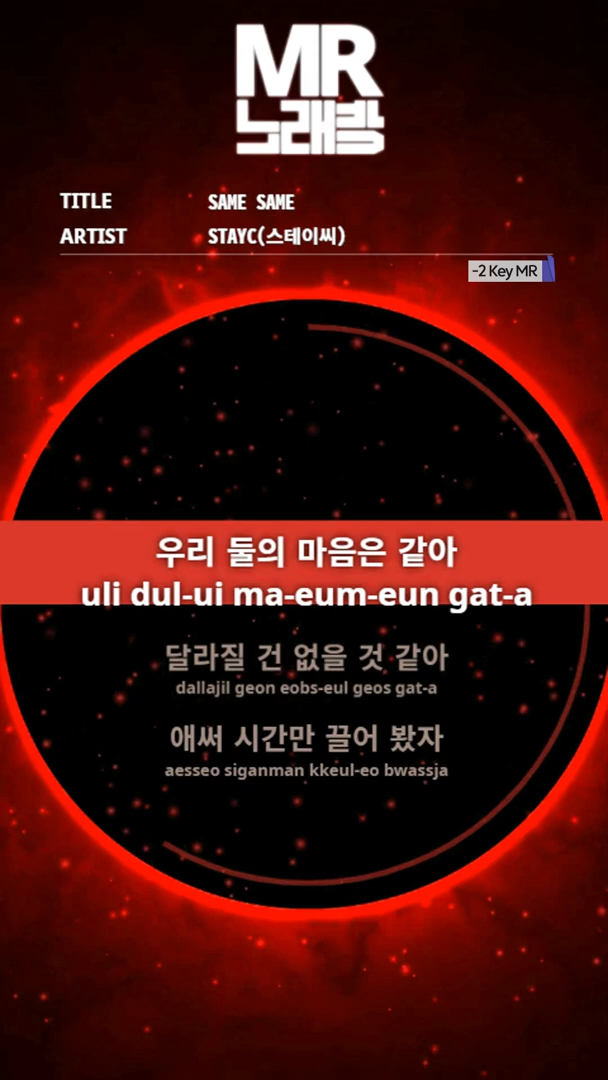 MR
노래방
TITLE SAME SAME
ARTIST STAYC(스테이씨)
-2 Key MR
우리 둘의 마음은 같아
uli dul-ui ma-eum-eun gat-a
달라질 건 없을 것 같아
dallajil geon eobs-eul geos gat-a
애써 시간만 끌어 봤자
aesseo siganman kkeul-eo bwassja